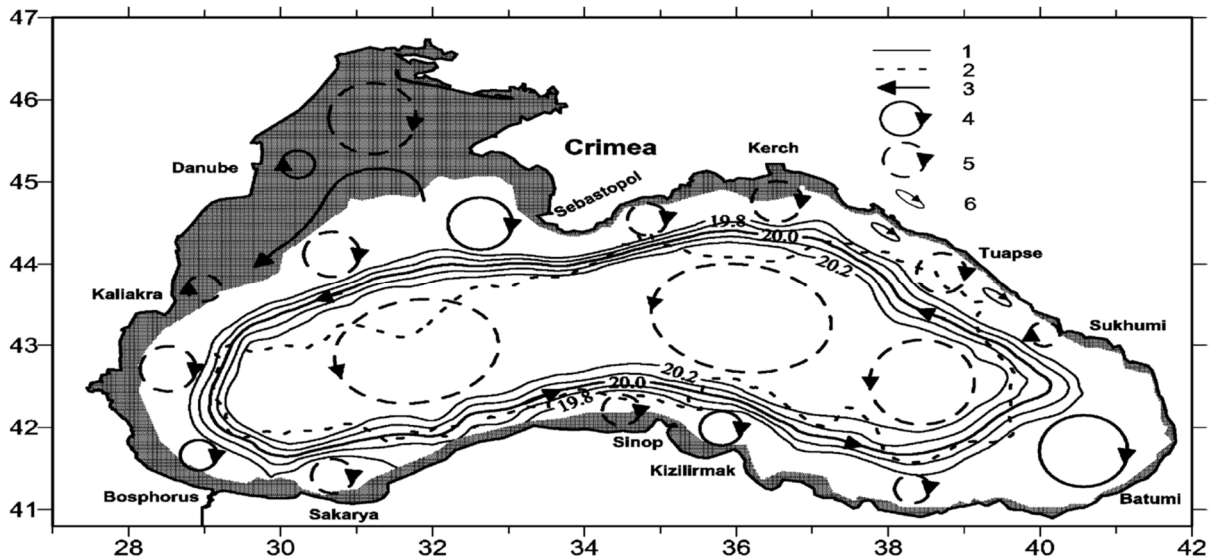 47
46
45
44
43
42
41
28
30
32
34
36
38
40
42
1
2
3
4
5
6
Crimea
Kerch
Danube
Sebastopol
19.8
20.0
20.2
Tuapse
Kaliakra
Sukhumi
20.2
20.0
19.8
Sinop
Kizilirmak
Bosphorus
Sakarya
Batumi